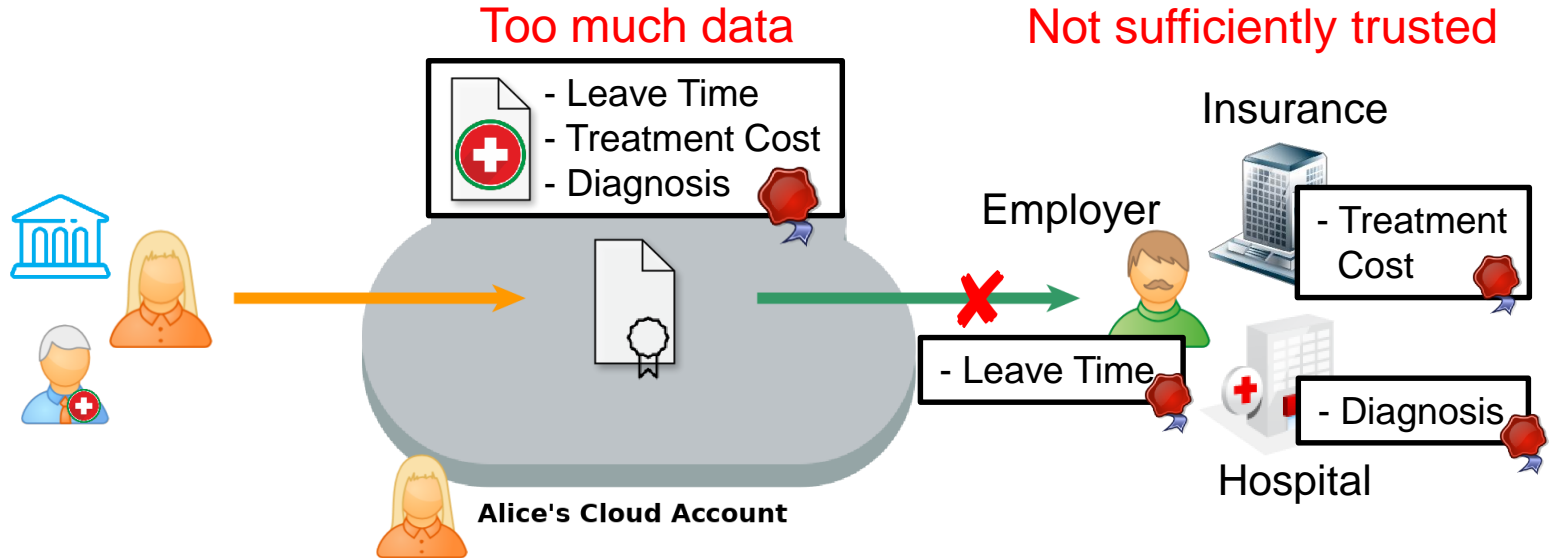 Too much data
Not sufficiently trusted
- Leave Time
- Treatment Cost
- Diagnosis
Insurance
Employer
- Treatment
Cost
- Leave Time
- Diagnosis
Hospital
Alice's Cloud Account